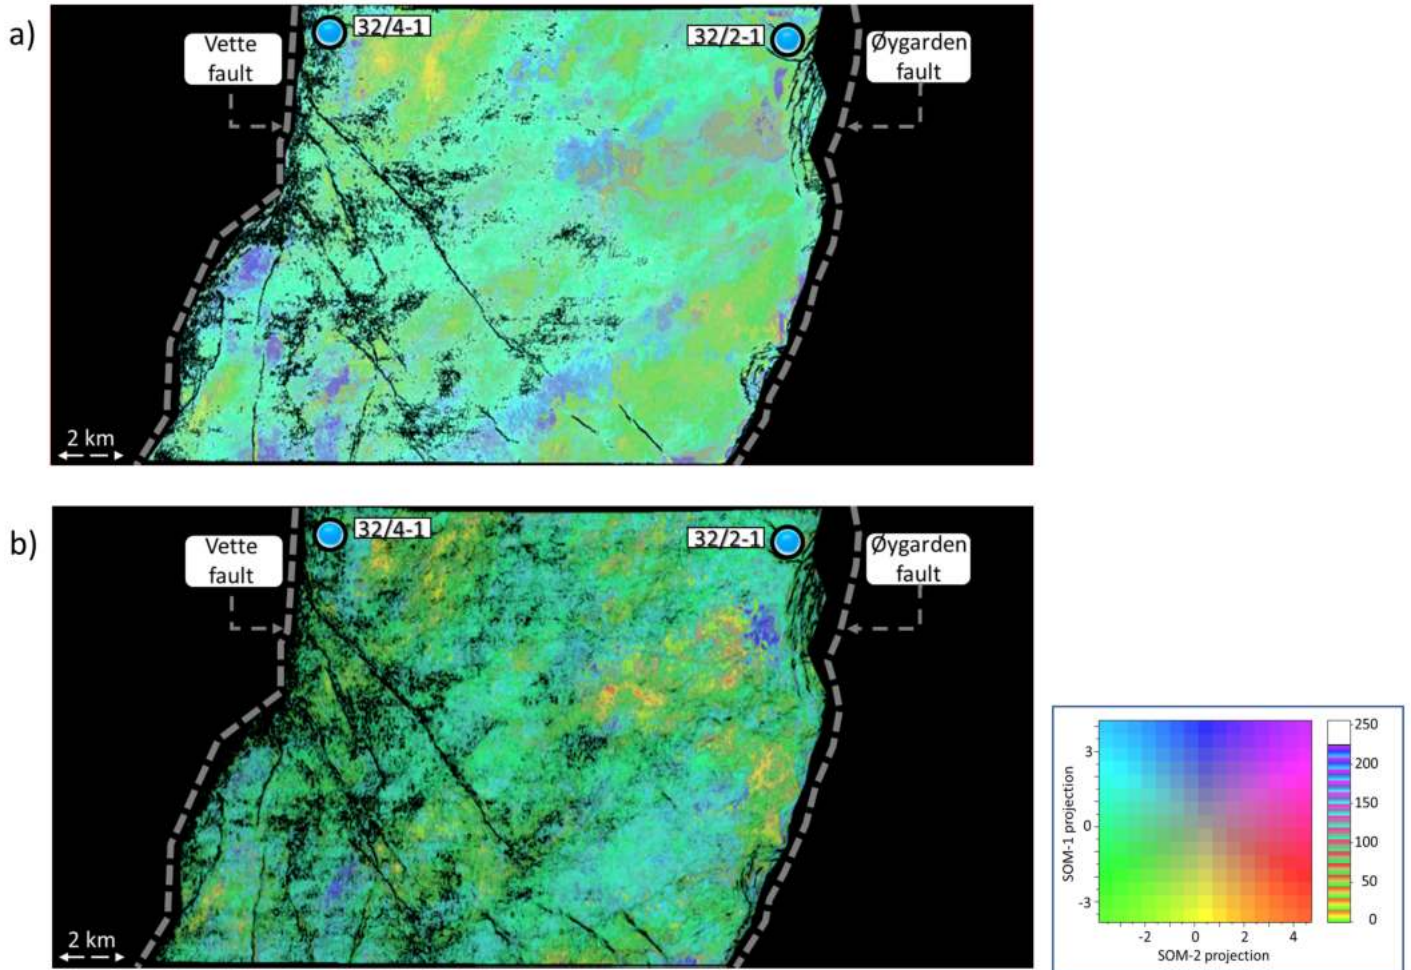 a)
32/4-1
32/2-1
Vette
fault
Øygarden
fault
2 km
b)
32/4-1
32/2-1
Vette
fault
Øygarden
fault
2 km
SOM-1 projection
3
0
-3
-2
0
2
4
SOM-2 projection
250
200
150
100
50
0